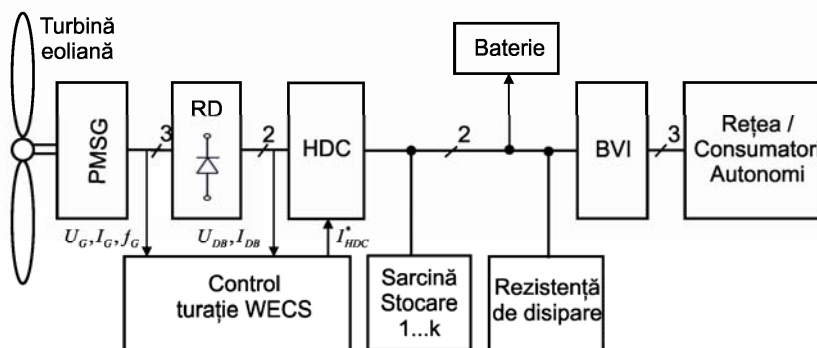 Turbină
eoliană
PMSG
3
RD
2
HDC
2
Baterie
BVI
3
Rețea /
Consumatori
Autonomi
U_G, I_G, f_G
U_DB, I_DB
I*_HDC
Control
turație WECS
Sarcină
Stocare
1...k
Rezistență
de disipare